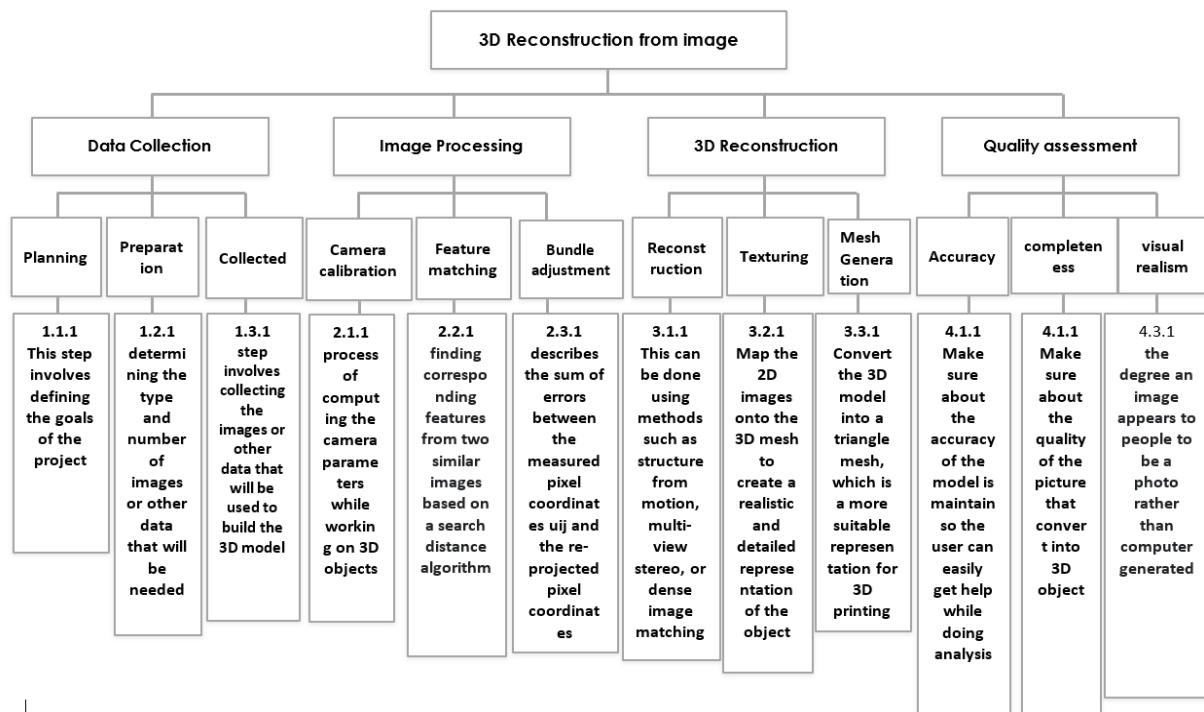 3D Reconstruction from image
Data Collection
Image Processing
3D Reconstruction
Quality assessment
Planning
Preparat
ion
Collected
Camera
calibration
Feature
matching
Bundle
adjustment
Reconst
ruction
Texturing
Mesh
Genera
tion
Accuracy
completen
ess
visual
realism
1.1.1
This step
involves
defining
the goals
of the
project
1.2.1
determi
ning the
type
and
number
of
images
or other
data
that will
be
needed
1.3.1
step
involves
collecting
the
images or
other
data that
will be
used to
build the
3D model
2.1.1
process
of
comput
ing the
camera
parame
ters
while
workin
g on 3D
objects
2.2.1
finding
correspo
nding
features
from two
similar
images
based on
a search
distance
algorithm
2.3.1
describes
the sum of
errors
between
the
measured
pixel
coordinat
es uij and
the re-
projected
pixel
coordinat
es
3.1.1
This can
be done
using
methods
such as
structure
from
motion,
multi-
view
stereo, or
dense
image
matching
3.2.1
Map the
2D
images
onto the
3D mesh
to
create a
realistic
and
detailed
represe
ntation
of the
object
3.3.1
Convert
the 3D
model
into a
triangle
mesh,
which is
a more
suitable
represen
tation for
3D
printing
4.1.1
Make
sure
about
the
accuracy
of the
model is
maintain
so the
user can
easily
get help
while
doing
analysis
4.1.1
Make
sure
about
the
quality
of the
picture
that
conver
t into
3D
object
4.3.1
the
degree an
image
appears to
people to
be a
photo
rather
than
computer
generated